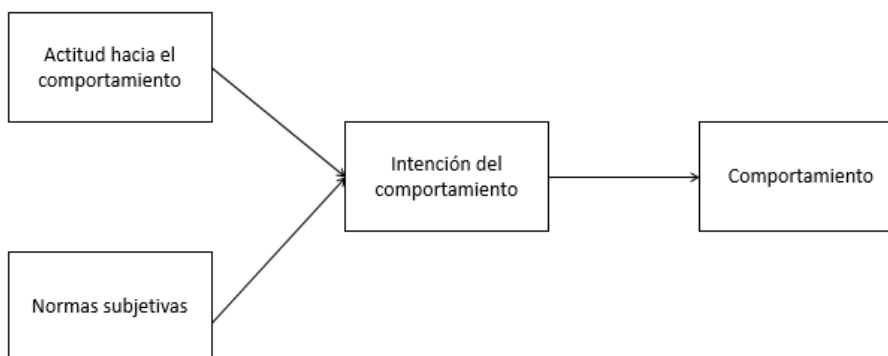 Actitud hacia el
comportamiento
Intención del
comportamiento
Comportamiento
Normas subjetivas